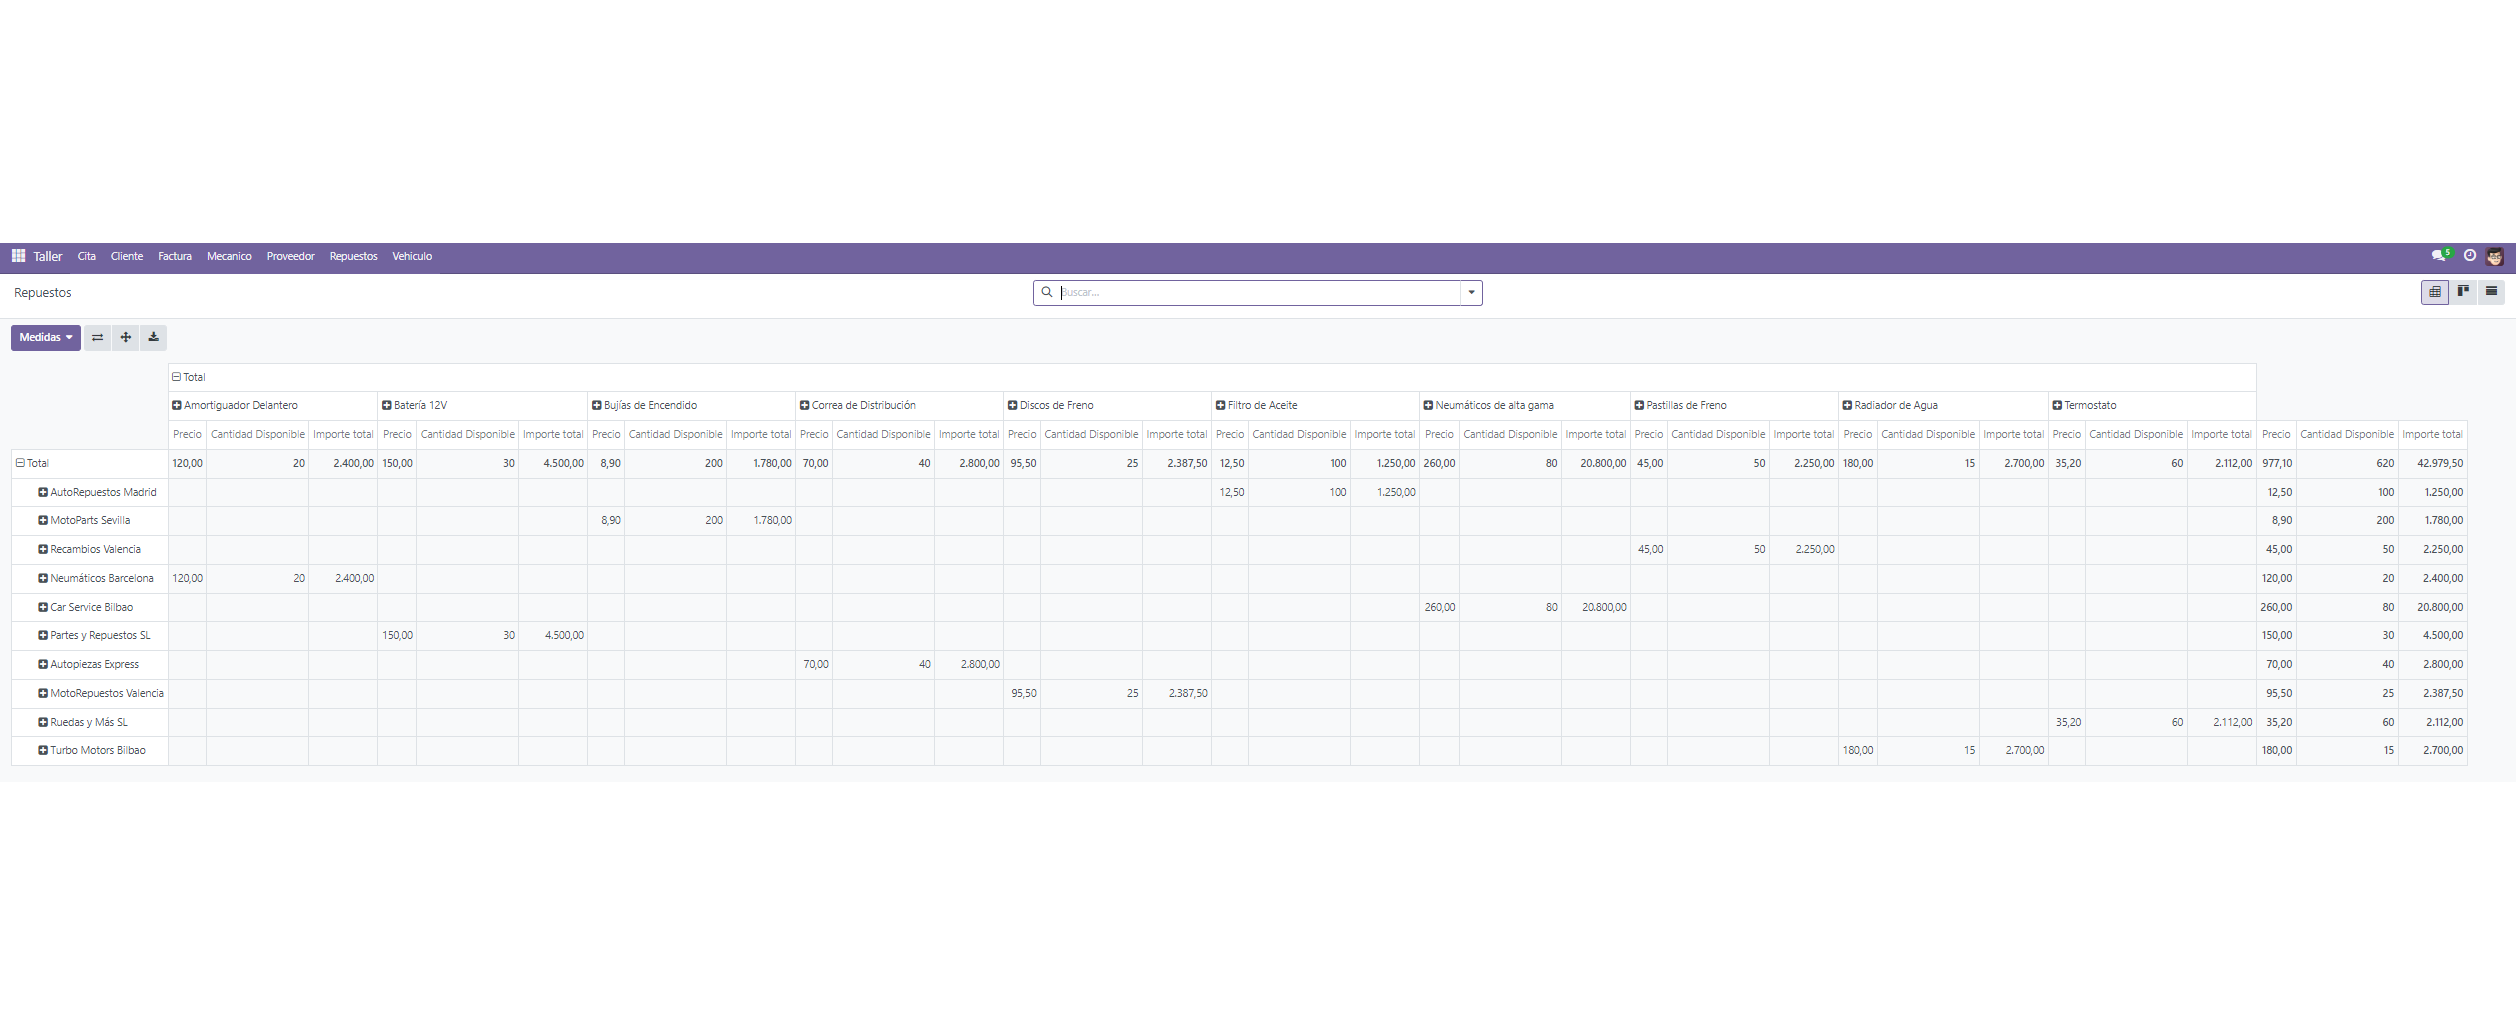 Taller Cita Cliente Factura Mecanico Proveedor Repuestos Vehiculo 5
Repuestos Buscar...
Medidas
Total
Amortiguador Delantero Batería 12V Bujías de Encendido Correa de Distribución Discos de Freno Filtro de Aceite Neumáticos de alta gama Pastillas de Freno Radiador de Agua Termostato
Precio Cantidad Disponible Importe total Precio Cantidad Disponible Importe total Precio Cantidad Disponible Importe total Precio Cantidad Disponible Importe total Precio Cantidad Disponible Importe total Precio Cantidad Disponible Importe total Precio Cantidad Disponible Importe total Precio Cantidad Disponible Importe total Precio Cantidad Disponible Importe total Precio Cantidad Disponible Importe total Precio Cantidad Disponible Importe total
Total 120,00 20 2.400,00 150,00 30 4.500,00 8,90 200 1.780,00 70,00 40 2.800,00 95,50 25 2.387,50 12,50 100 1.250,00 260,00 80 20.800,00 45,00 50 2.250,00 180,00 15 2.700,00 35,20 60 2.112,00 977,10 620 42.979,50
AutoRepuestos Madrid 12,50 100 1.250,00 12,50 100 1.250,00
MotoParts Sevilla 8,90 200 1.780,00 8,90 200 1.780,00
Recambios Valencia 45,00 50 2.250,00 45,00 50 2.250,00
Neumáticos Barcelona 120,00 20 2.400,00 120,00 20 2.400,00
Car Service Bilbao 260,00 80 20.800,00 260,00 80 20.800,00
Partes y Repuestos SL 150,00 30 4.500,00 150,00 30 4.500,00
Autopiezas Express 70,00 40 2.800,00 70,00 40 2.800,00
MotoRepuestos Valencia 95,50 25 2.387,50 95,50 25 2.387,50
Ruedas y Más SL 35,20 60 2.112,00 35,20 60 2.112,00
Turbo Motors Bilbao 180,00 15 2.700,00 180,00 15 2.700,00